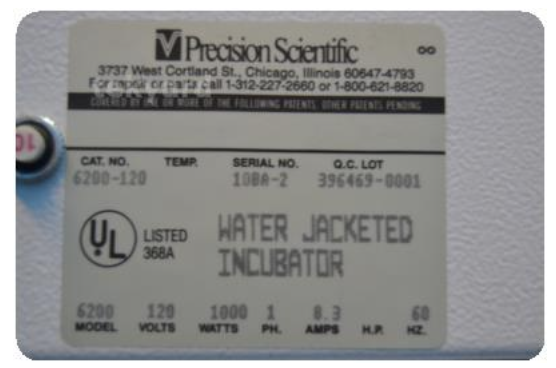 Precision Scientific ∞
3737 West Cortland St., Chicago, Illinois 60647-4793
For repair or parts call 1-312-227-2660 or 1-800-621-8820
COVERED BY ONE OR MORE OF THE FOLLOWING PATENTS. OTHER PATENTS PENDING
CAT. NO. TEMP. SERIAL NO. Q.C. LOT
6200-120 10BA-2 396469-0001
UL LISTED
368A
WATER JACKETED
INCUBATOR
6200 120 1000 1 8.3 60
MODEL VOLTS WATTS PH. AMPS H.P. HZ.